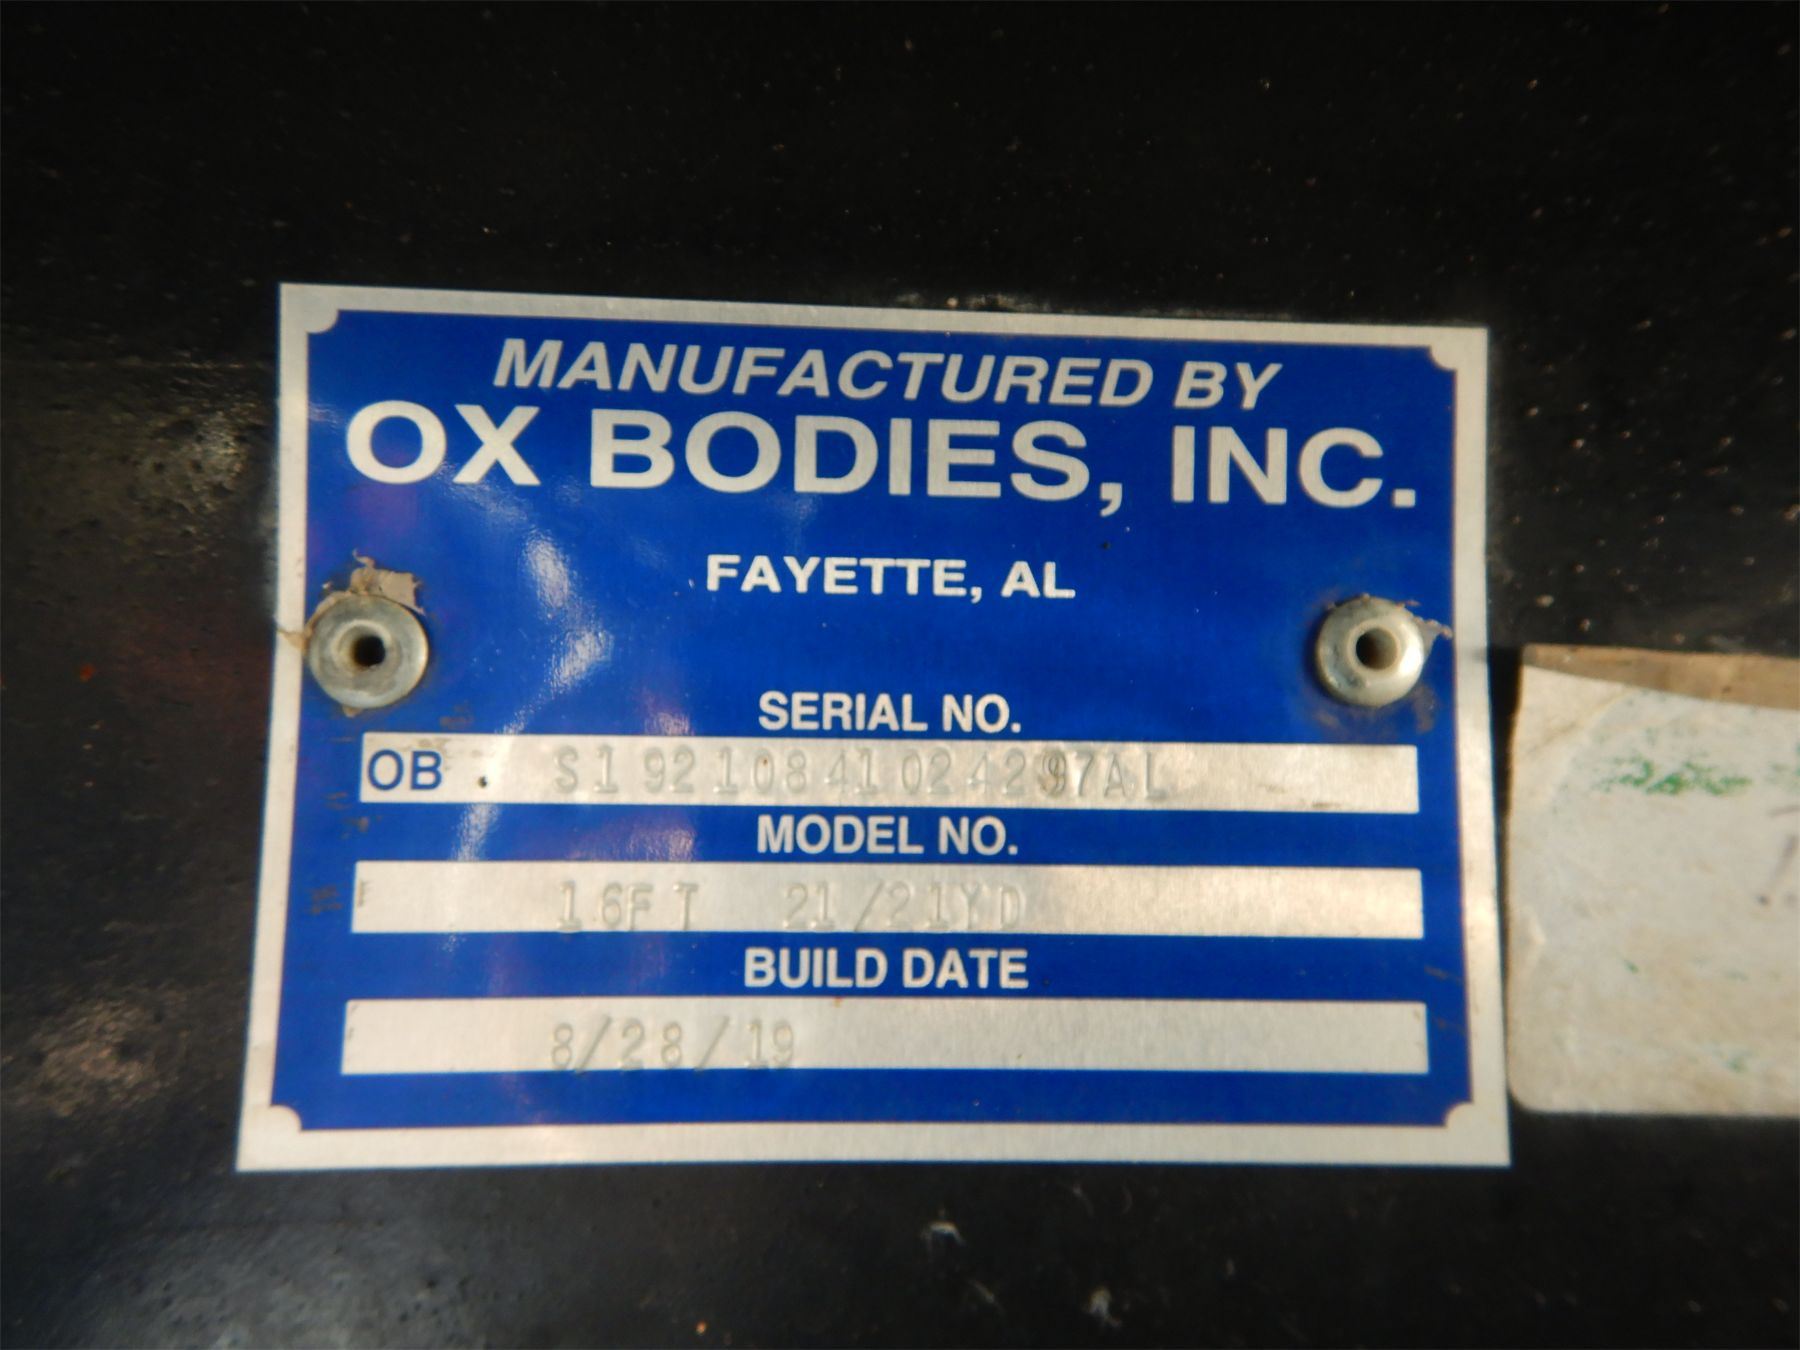 MANUFACTURED BY
OX BODIES, INC.
FAYETTE, AL
SERIAL NO.
OB S19210841024297AL
MODEL NO.
16FT 21/21YD
BUILD DATE
8/28/19